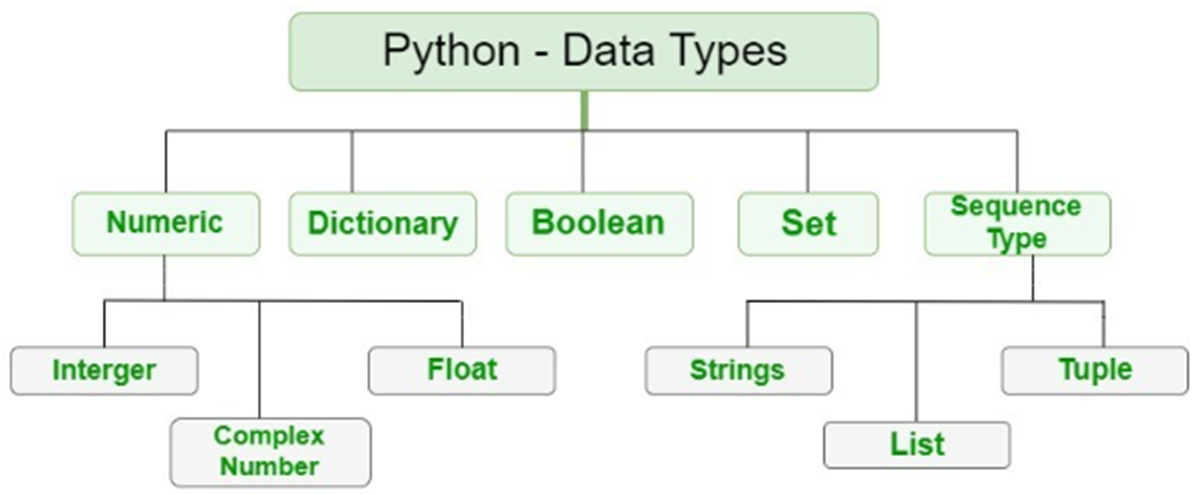 Python - Data Types
Numeric
Dictionary
Boolean
Set
Sequence
Type
Interger
Float
Strings
Tuple
Complex
Number
List